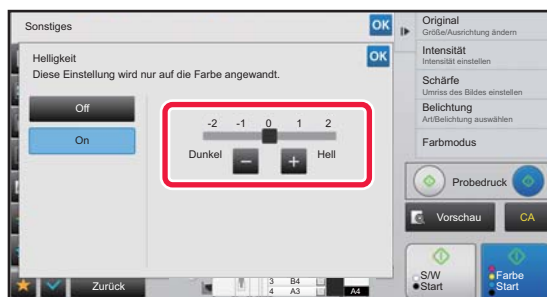 Sonstiges
OK
Helligkeit
OK
Diese Einstellung wird nur auf die Farbe angewandt.
Off
On
-2 -1 0 1 2
Dunkel − + Hell
Original
Größe/Ausrichtung ändern
Intensität
Intensität einstellen
Schärfe
Umriss des Bildes einstellen
Belichtung
Art/Belichtung auswählen
Farbmodus
Probedruck
Vorschau
CA
S/W
Start
Farbe
Start
Zurück
3 B4
4 A3
A4